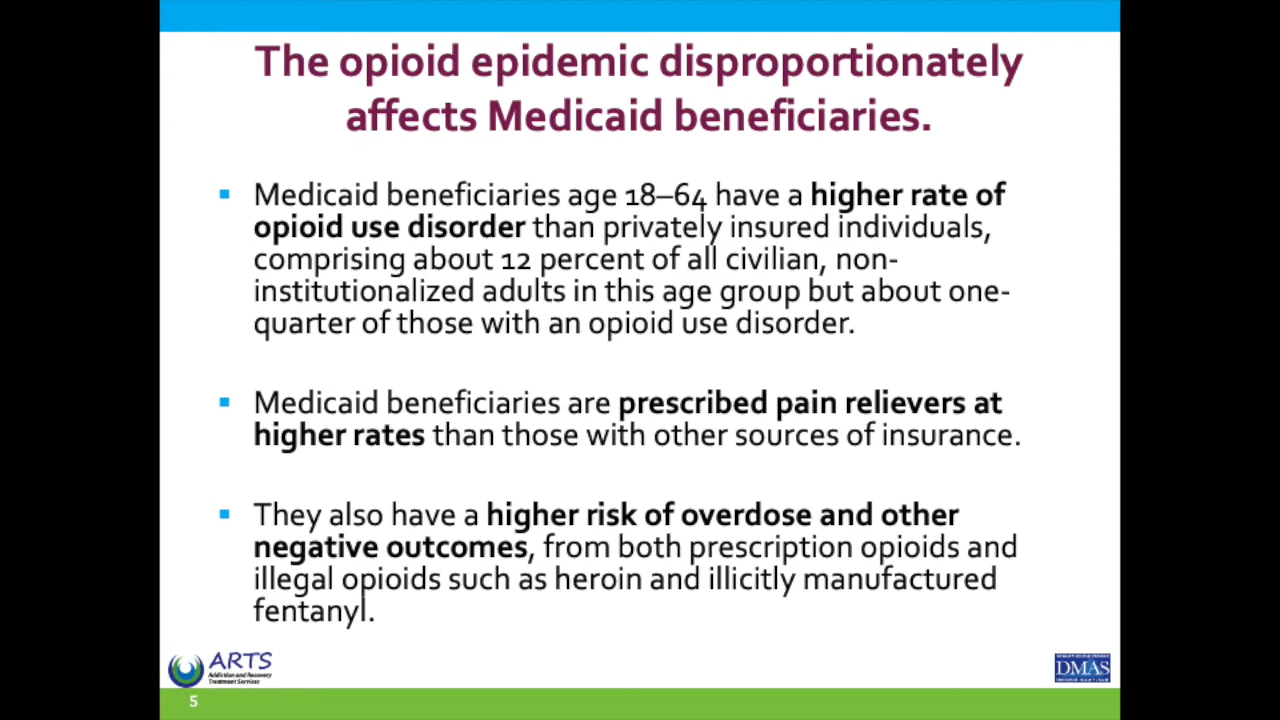 The opioid epidemic disproportionately
affects Medicaid beneficiaries.
▪ Medicaid beneficiaries age 18–64 have a higher rate of
opioid use disorder than privately insured individuals,
comprising about 12 percent of all civilian, non-
institutionalized adults in this age group but about one-
quarter of those with an opioid use disorder.
▪ Medicaid beneficiaries are prescribed pain relievers at
higher rates than those with other sources of insurance.
▪ They also have a higher risk of overdose and other
negative outcomes, from both prescription opioids and
illegal opioids such as heroin and illicitly manufactured
fentanyl.
ARTS
Addiction and Recovery
Treatment Services
DMAS
5